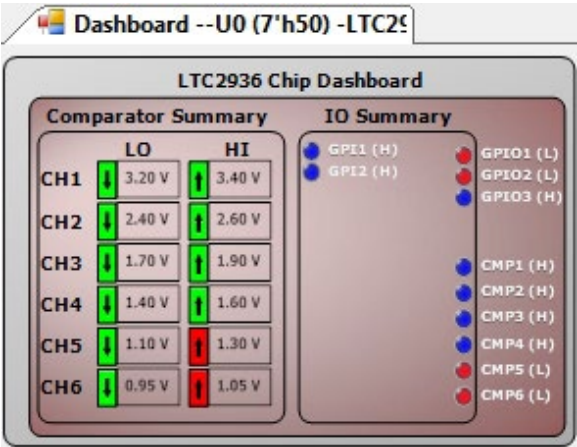 Dashboard --U0 (7'h50) -LTC29
LTC2936 Chip Dashboard
Comparator Summary
LO HI
CH1 3.20 V 3.40 V
CH2 2.40 V 2.60 V
CH3 1.70 V 1.90 V
CH4 1.40 V 1.60 V
CH5 1.10 V 1.30 V
CH6 0.95 V 1.05 V
IO Summary
GPI1 (H)
GPI2 (H)
GPIO1 (L)
GPIO2 (L)
GPIO3 (H)
CMP1 (H)
CMP2 (H)
CMP3 (H)
CMP4 (H)
CMP5 (L)
CMP6 (L)